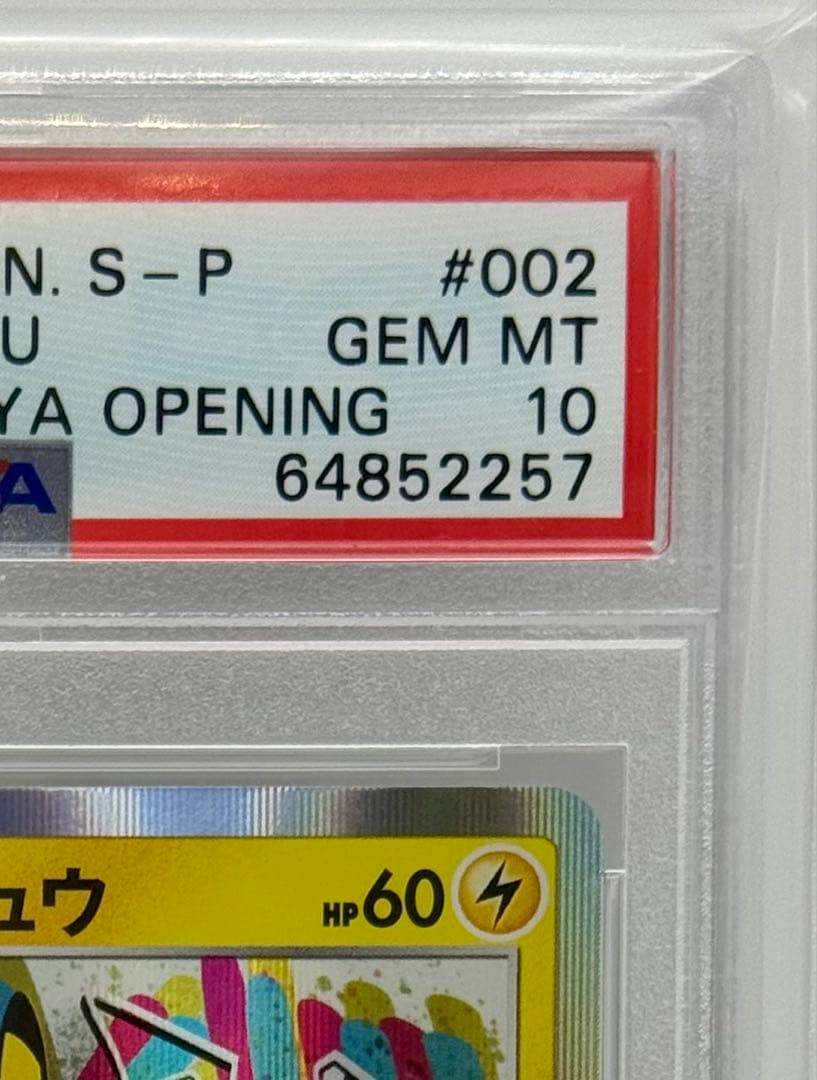 N. S-P #002
U GEM MT
YA OPENING 10
64852257
A
ュウ HP60